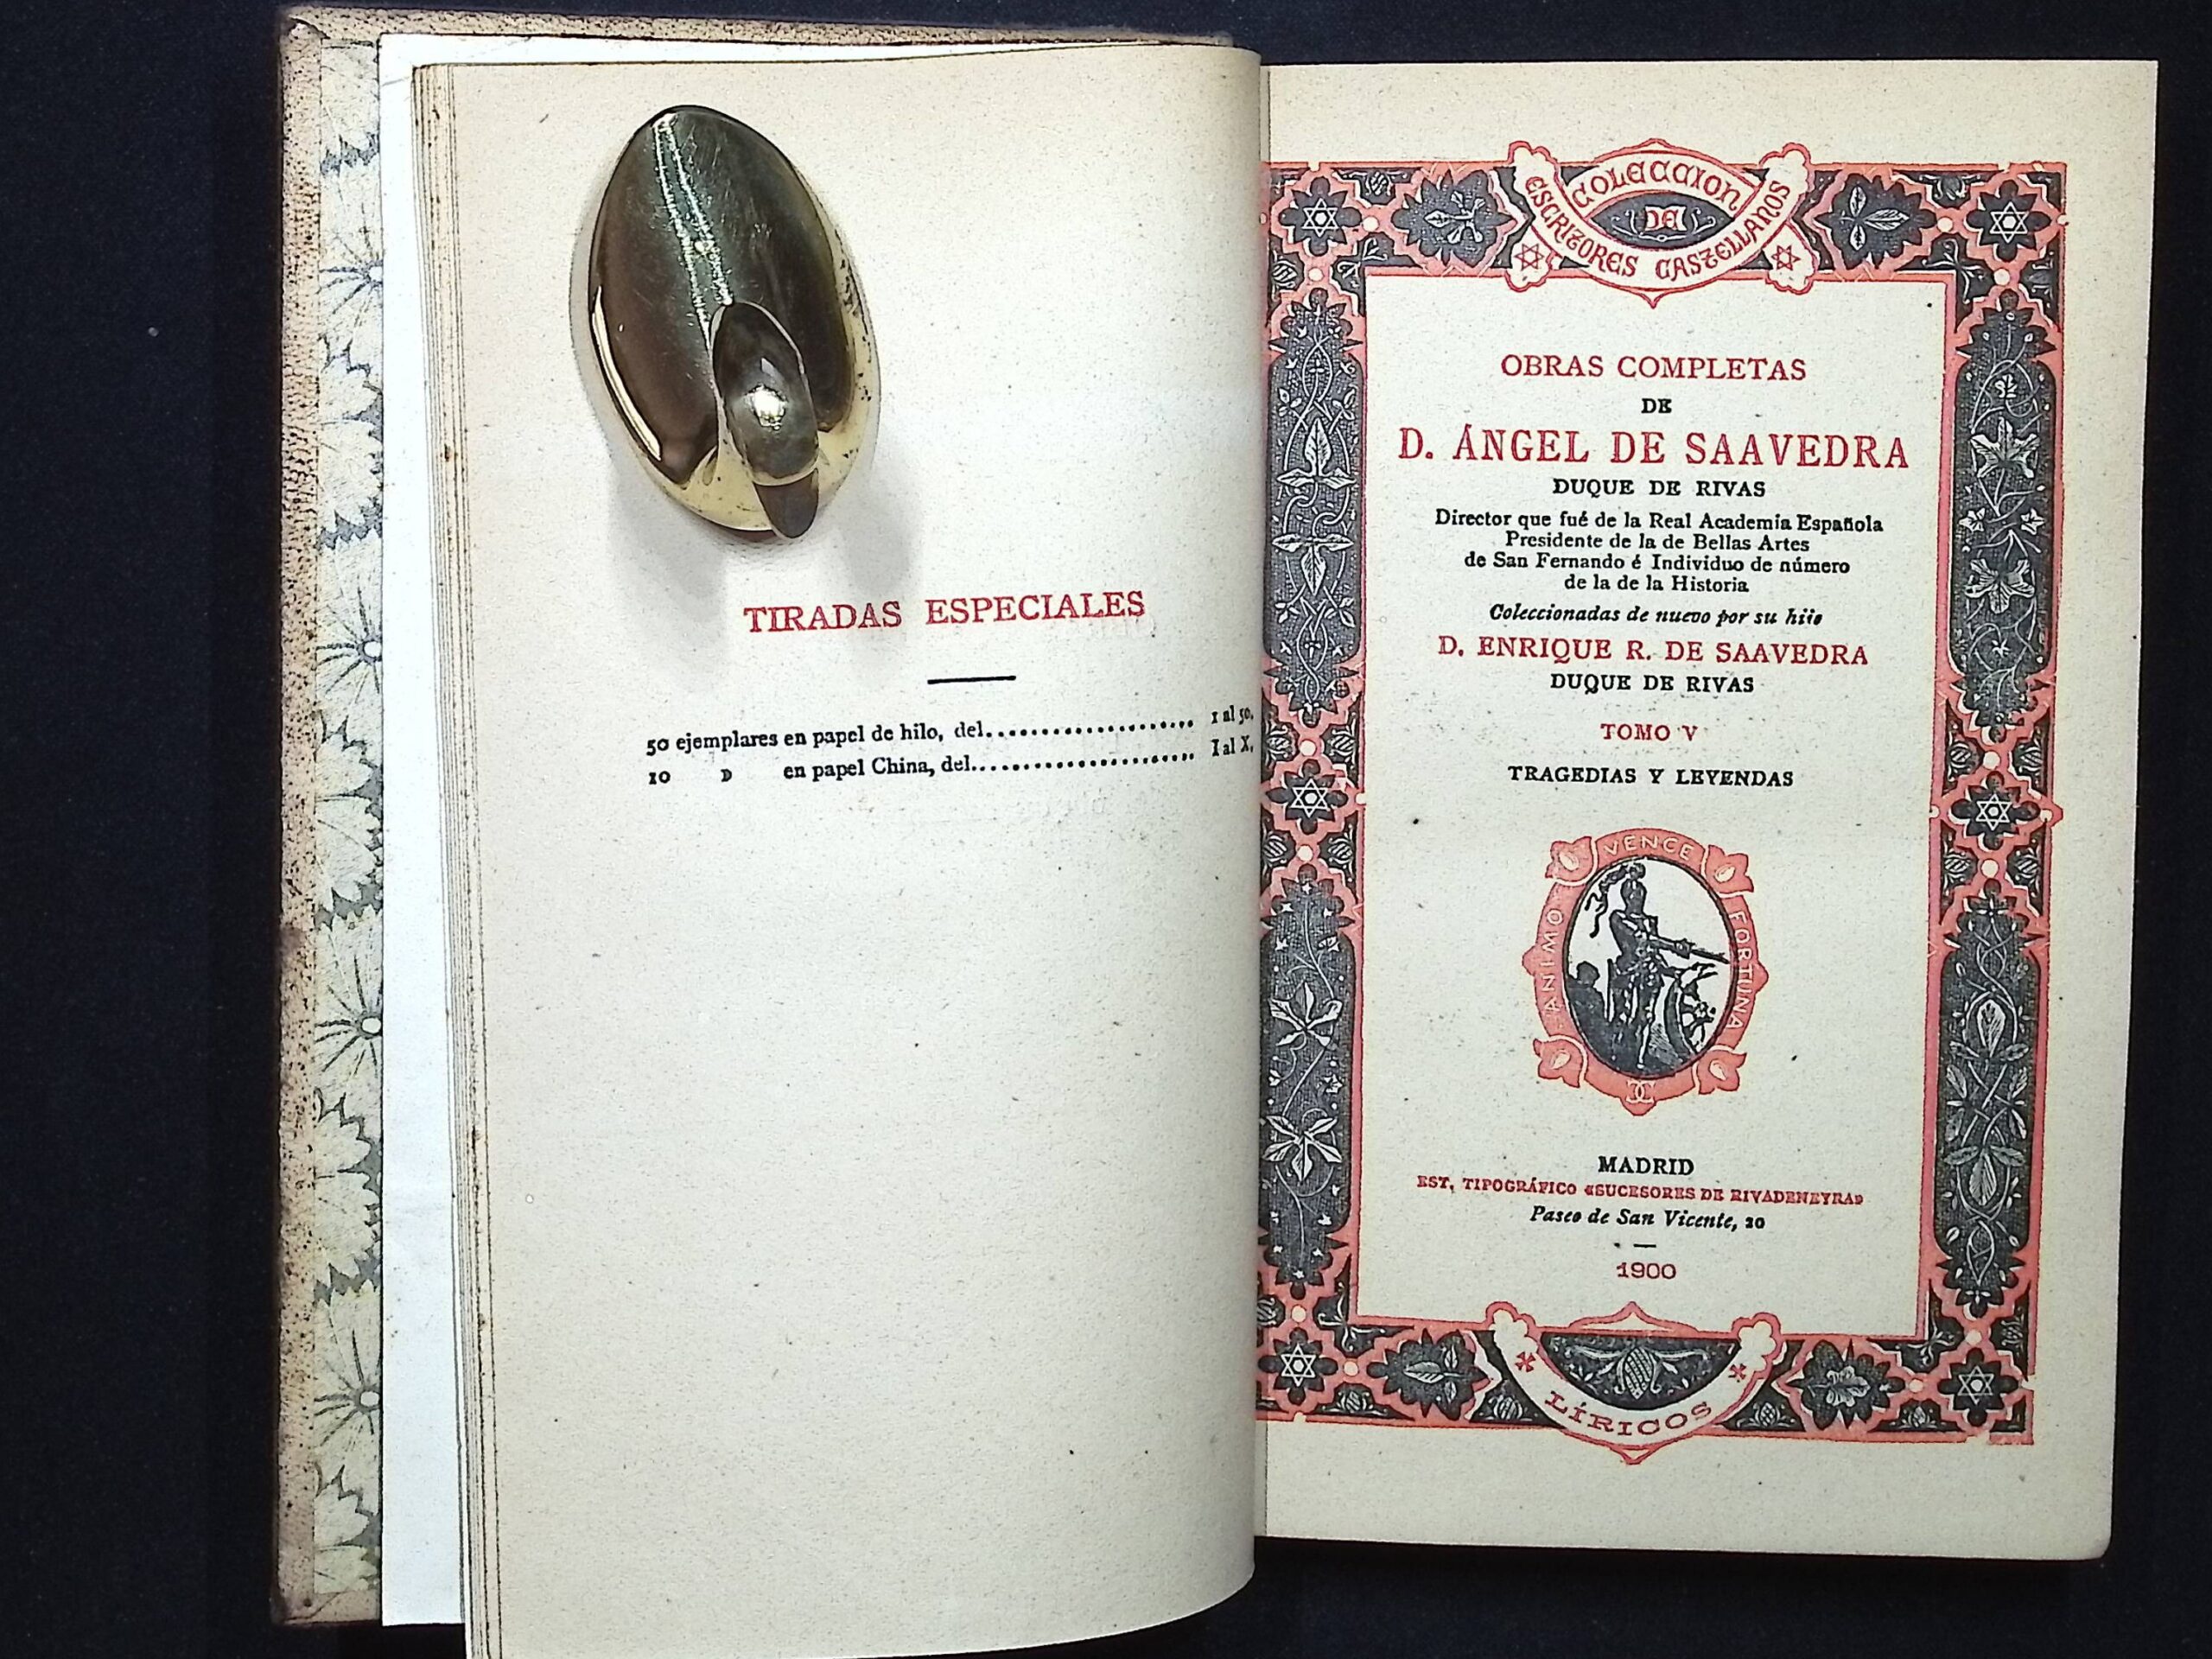 TIRADAS ESPECIALES
50 ejemplares en papel de hilo, del.................... 1 al 50.
10 » en papel China, del....................... I al X.
COLECCION
DE
ESCRITORES CASTELLANOS
OBRAS COMPLETAS
DE
D. ÁNGEL DE SAAVEDRA
DUQUE DE RIVAS
Director que fué de la Real Academia Española
Presidente de la de Bellas Artes
de San Fernando é Individuo de número
de la de la Historia
Coleccionadas de nuevo por su hijo
D. ENRIQUE R. DE SAAVEDRA
DUQUE DE RIVAS
TOMO V
TRAGEDIAS Y LEYENDAS
ANIMO VENCE FORTUNA
MADRID
EST. TIPOGRÁFICO «SUCESORES DE RIVADENEYRA»
Paseo de San Vicente, 20
1900
LÍRICOS